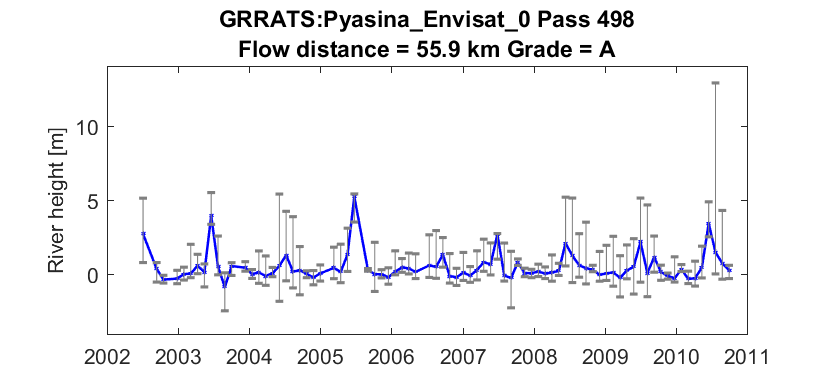 GRRATS:Pyasina_Envisat_0 Pass 498
Flow distance = 55.9 km Grade = A
River height [m]
10
5
0
2002 2003 2004 2005 2006 2007 2008 2009 2010 2011